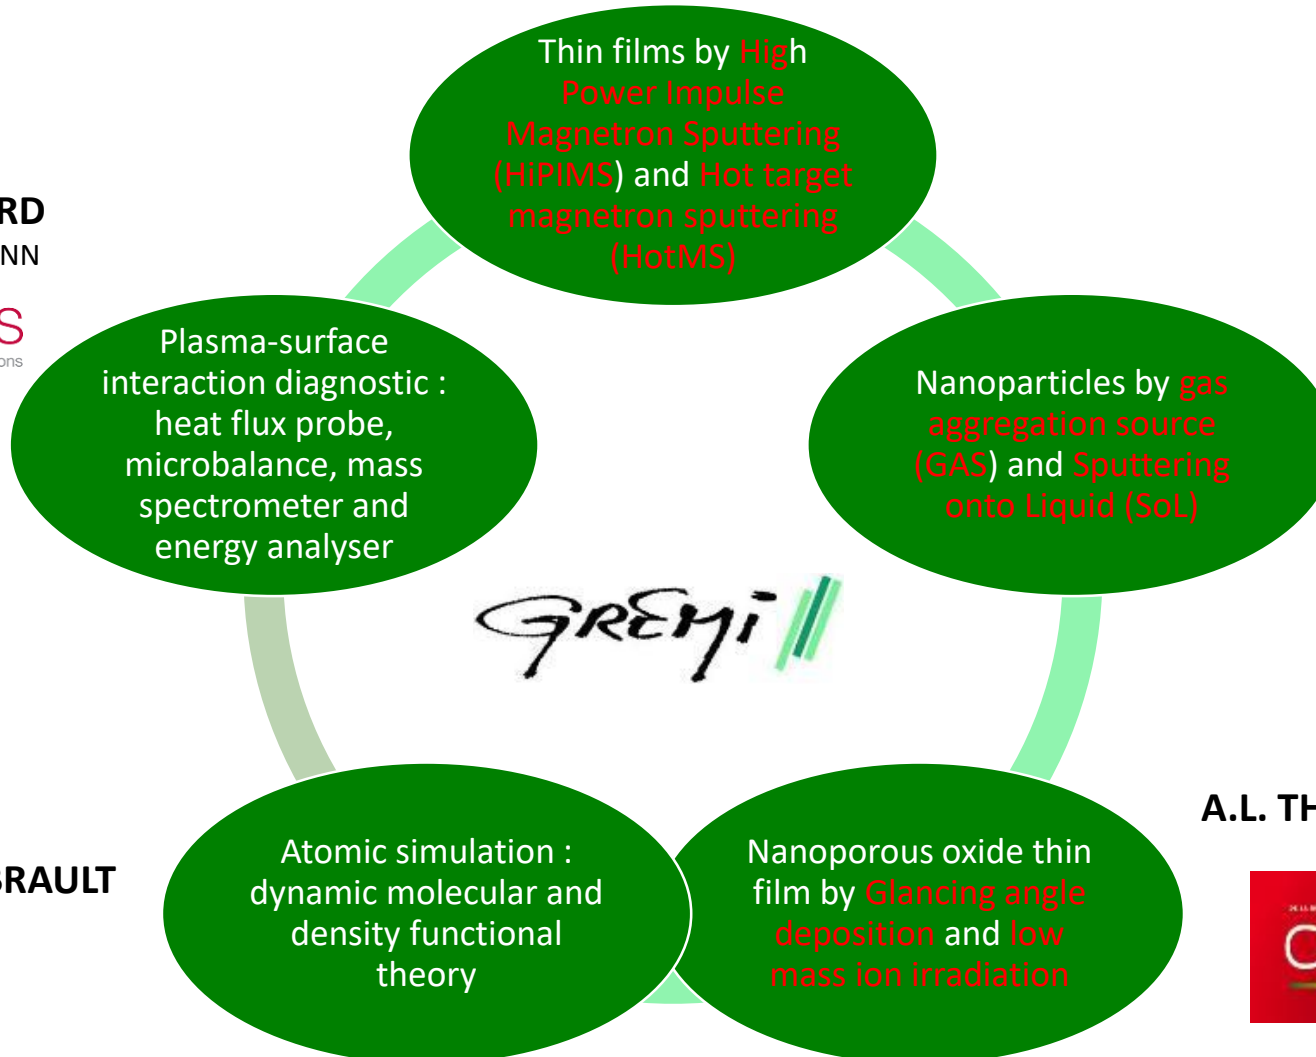 Thin films by High
Power Impulse
Magnetron Sputtering
(HiPIMS) and Hot target
magnetron sputtering
(HotMS)
RD
NN
S
ons
Plasma-surface
interaction diagnostic :
heat flux probe,
microbalance, mass
spectrometer and
energy analyser
Nanoparticles by gas
aggregation source
(GAS) and Sputtering
onto Liquid (SoL)
GREMI
A.L. TH
BRAULT
Atomic simulation :
dynamic molecular and
density functional
theory
Nanoporous oxide thin
film by Glancing angle
deposition and low
mass ion irradiation